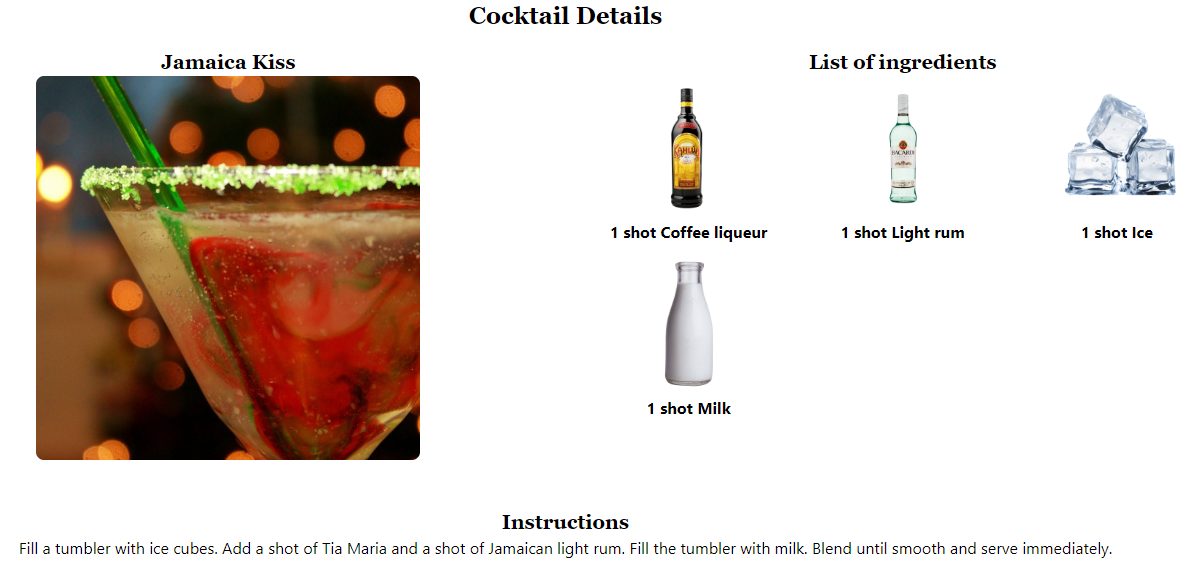 Cocktail Details
Jamaica Kiss
List of ingredients
KAHLÚA
BACARDÍ
1 shot Coffee liqueur
1 shot Light rum
1 shot Ice
1 shot Milk
Instructions
Fill a tumbler with ice cubes. Add a shot of Tia Maria and a shot of Jamaican light rum. Fill the tumbler with milk. Blend until smooth and serve immediately.